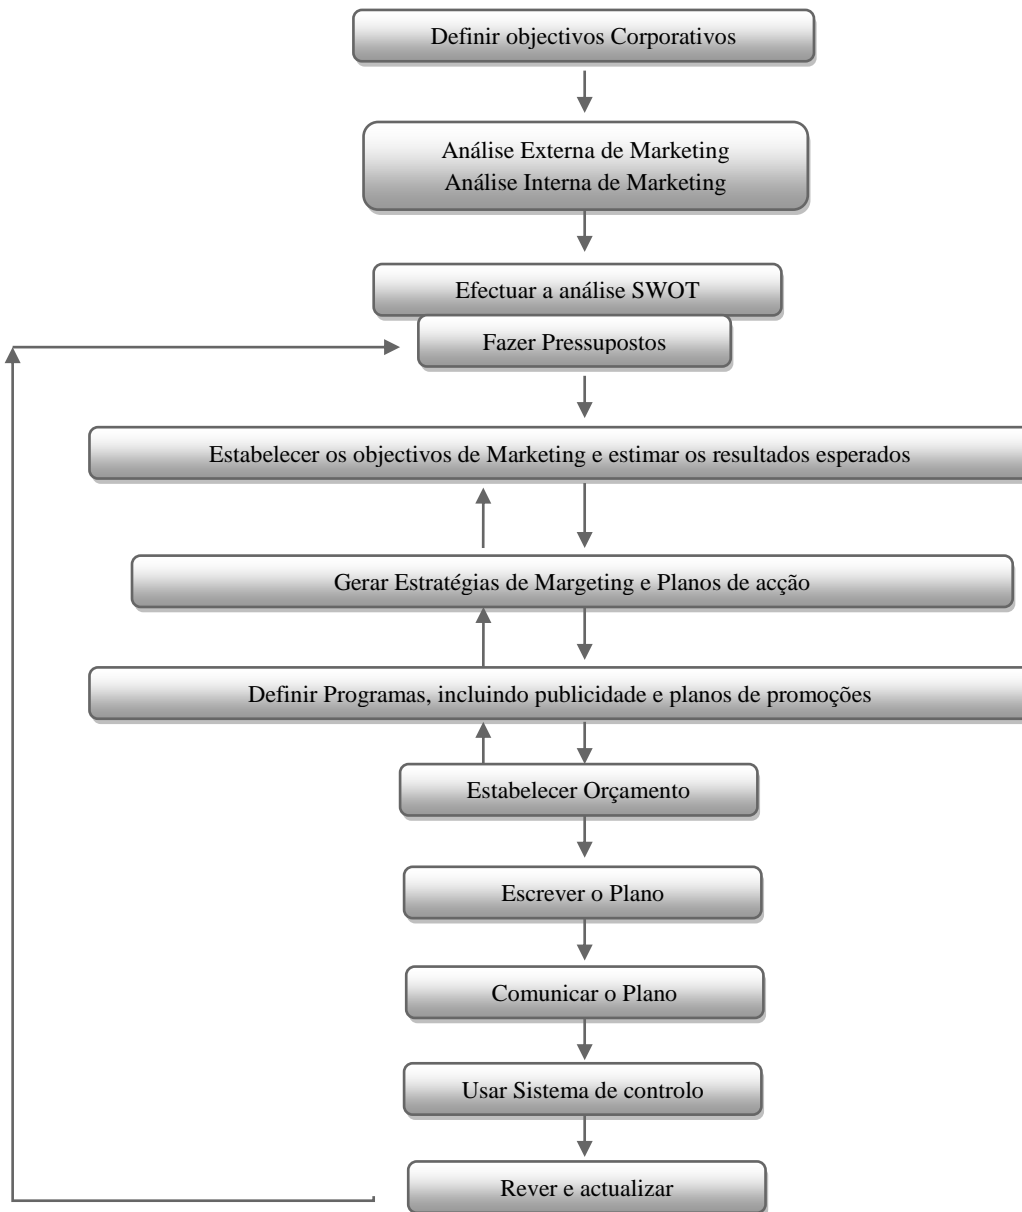 Definir objectivos Corporativos
Análise Externa de Marketing
Análise Interna de Marketing
Efectuar a análise SWOT
Fazer Pressupostos
Estabelecer os objectivos de Marketing e estimar os resultados esperados
Gerar Estratégias de Margeting e Planos de acção
Definir Programas, incluindo publicidade e planos de promoções
Estabelecer Orçamento
Escrever o Plano
Comunicar o Plano
Usar Sistema de controlo
Rever e actualizar